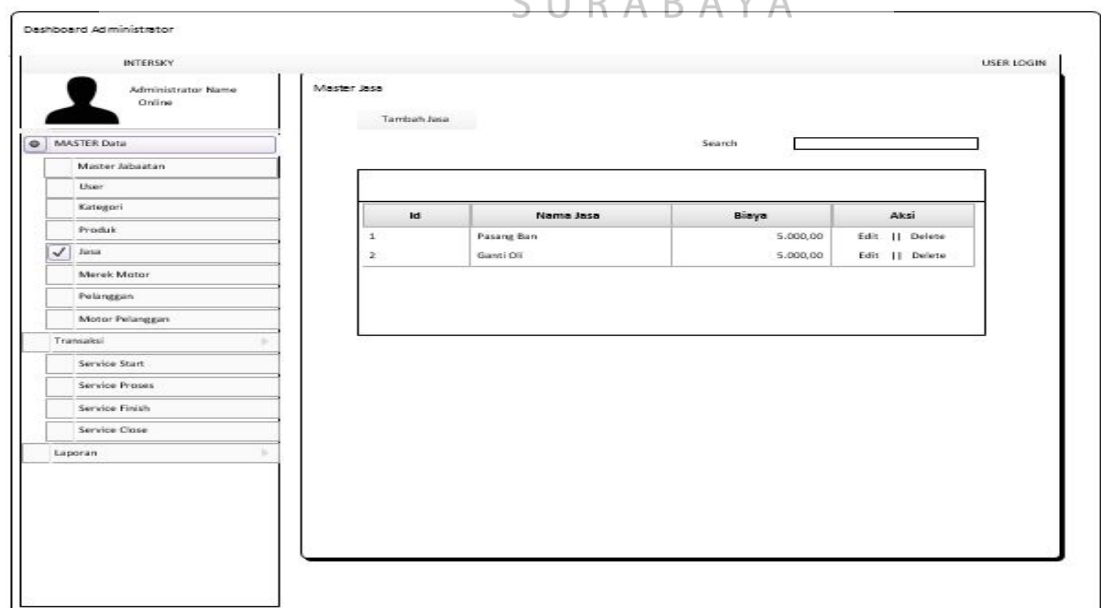 SURABAYA
Dashboard Administrator
INTERSKY USER LOGIN
Administrator Name
Online
MASTER Data
Master Jabaatan
User
Kategori
Produk
Jasa
Merek Motor
Pelanggan
Motor Pelanggan
Transaksi
Service Start
Service Proses
Service Finish
Service Close
Laporan
Master Jasa
Tambah Jasa
Search
Id Nama Jasa Biaya Aksi
1 Pasang Ban 5.000,00 Edit || Delete
2 Ganti Oli 5.000,00 Edit || Delete